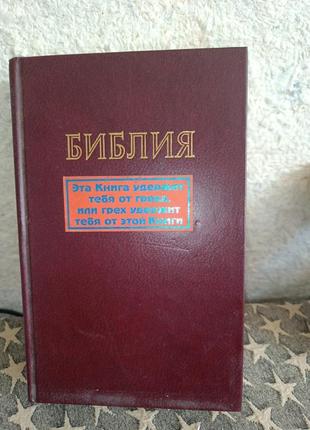 БИБЛИЯ
Эта Книга удержит
тебя от греха,
или грех удержит
тебя от этой Книги